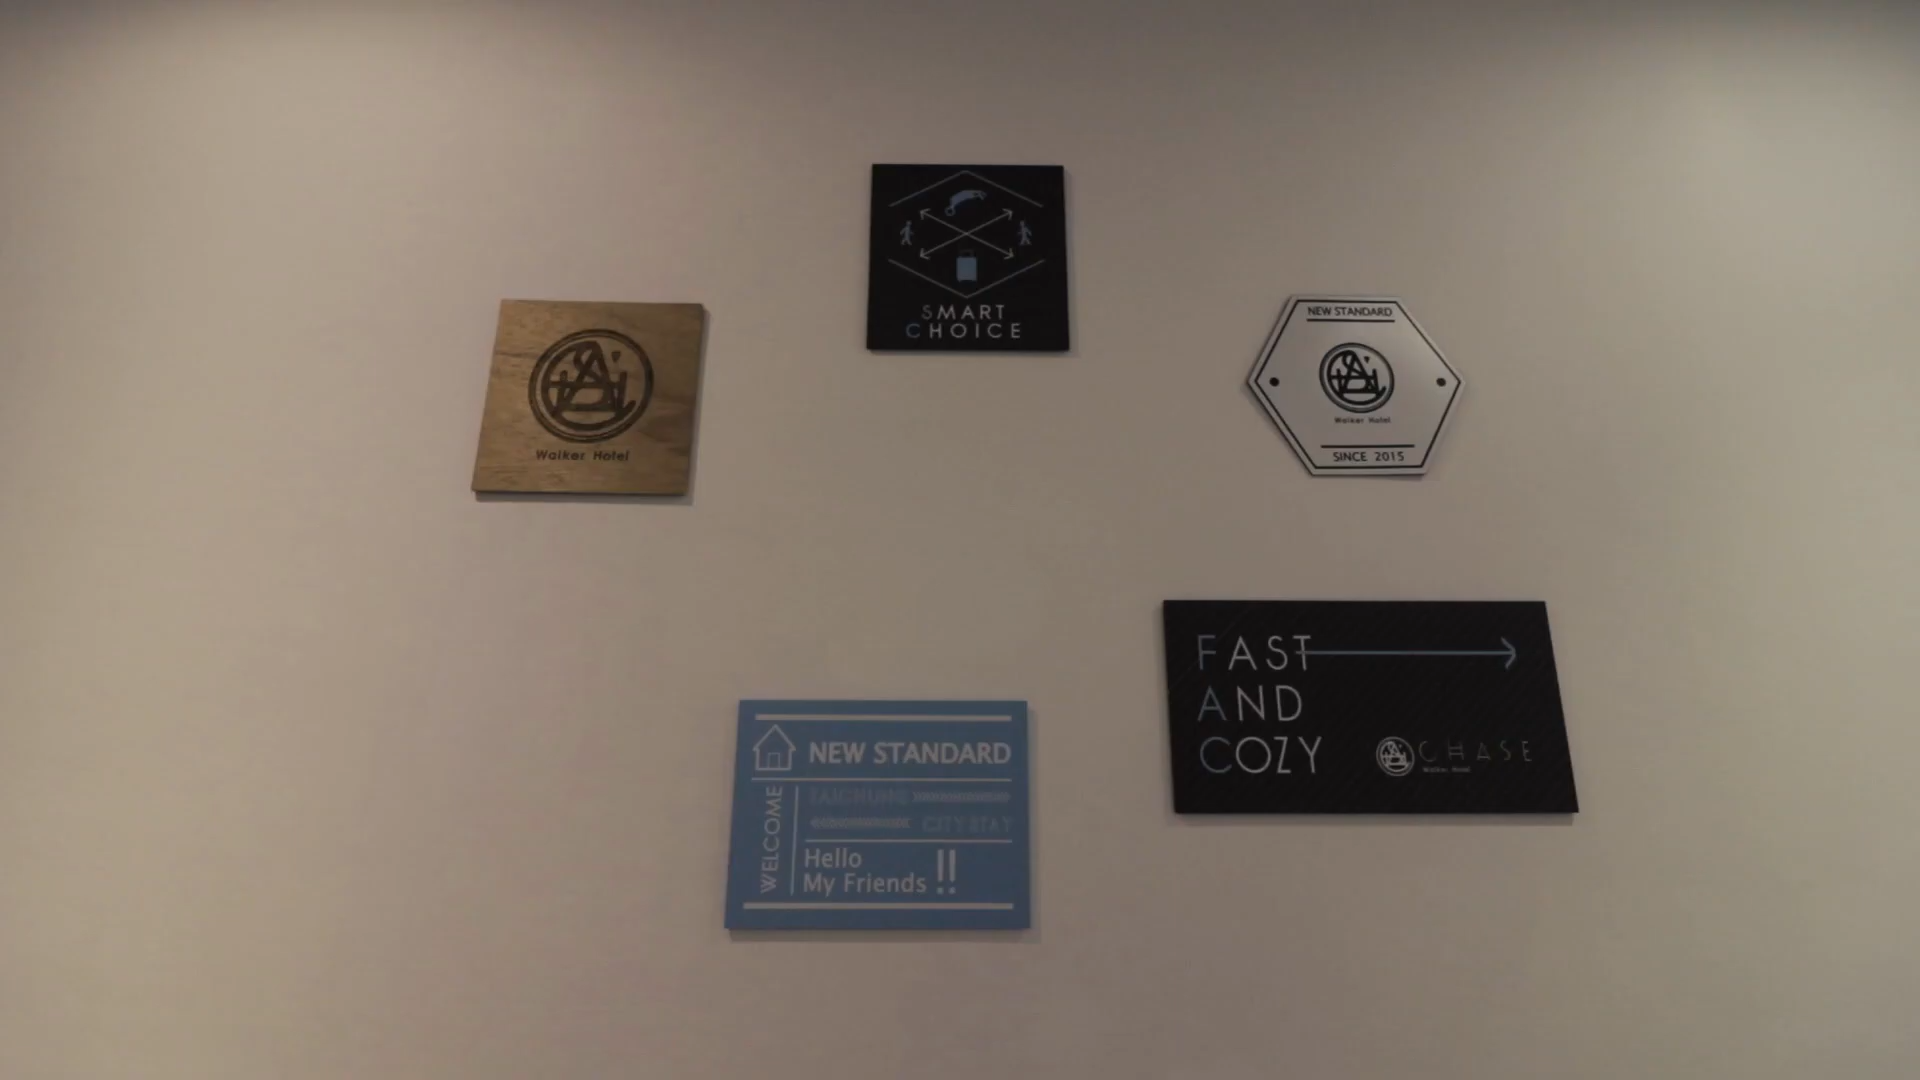 SMART
CHOICE
Walker Hotel
NEW STANDARD
Walker Hotel
SINCE 2015
FAST
AND
COZY
CHASE
Walker Hotel
NEW STANDARD
WELCOME
TAICHUNG
CITY STAY
Hello
My Friends !!